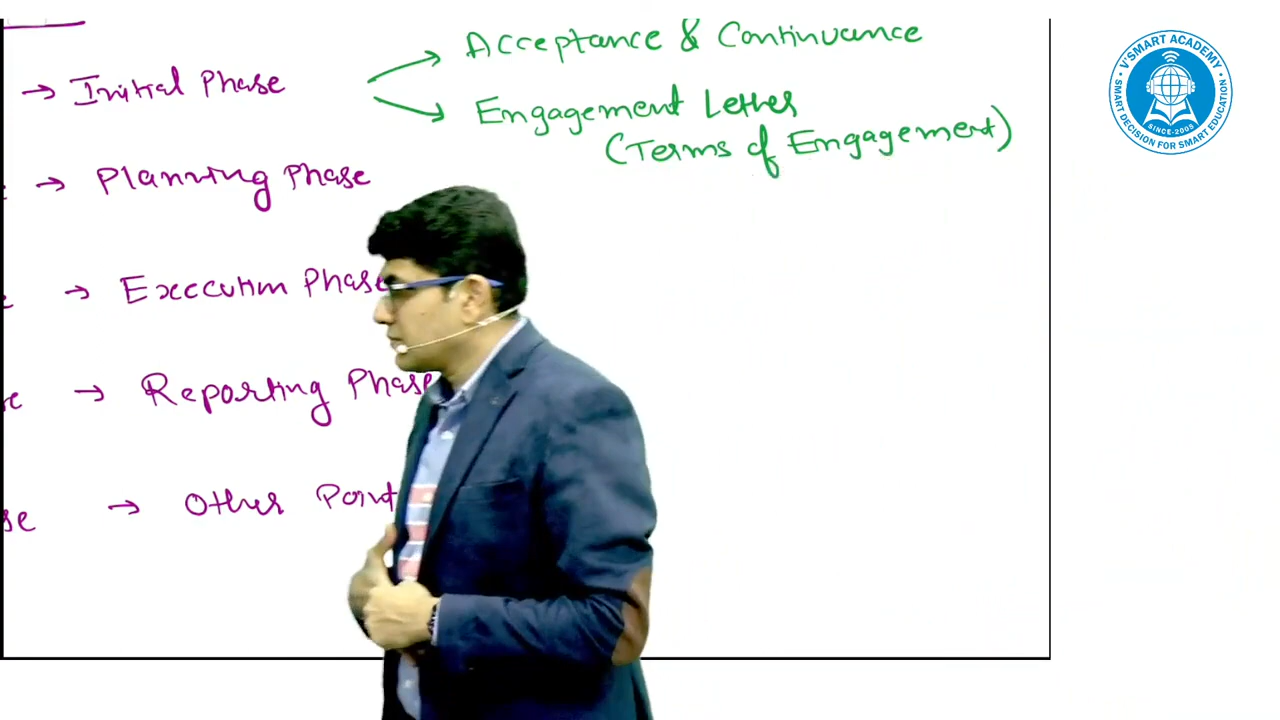 Acceptance & Continuance
→ Initial Phase
Engagement Letter
(Terms of Engagement)
→ Planning Phase
→ Execution Phase
→ Reporting Phase
→ Other Point
V'SMART ACADEMY
SINCE-2005
SMART DECISION FOR SMART EDUCATION